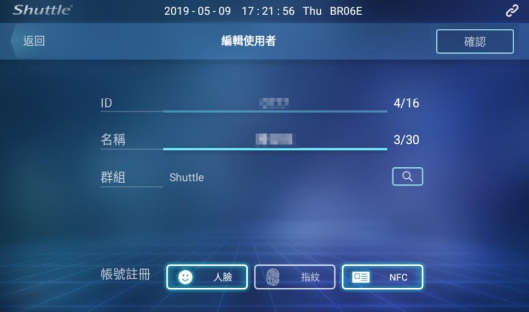 Shuttle 2019-05-09 17:21:56 Thu BR06E
返回 編輯使用者 確認
ID 4/16
名稱 3/30
群組 Shuttle
帳號註冊 人臉 指紋 NFC